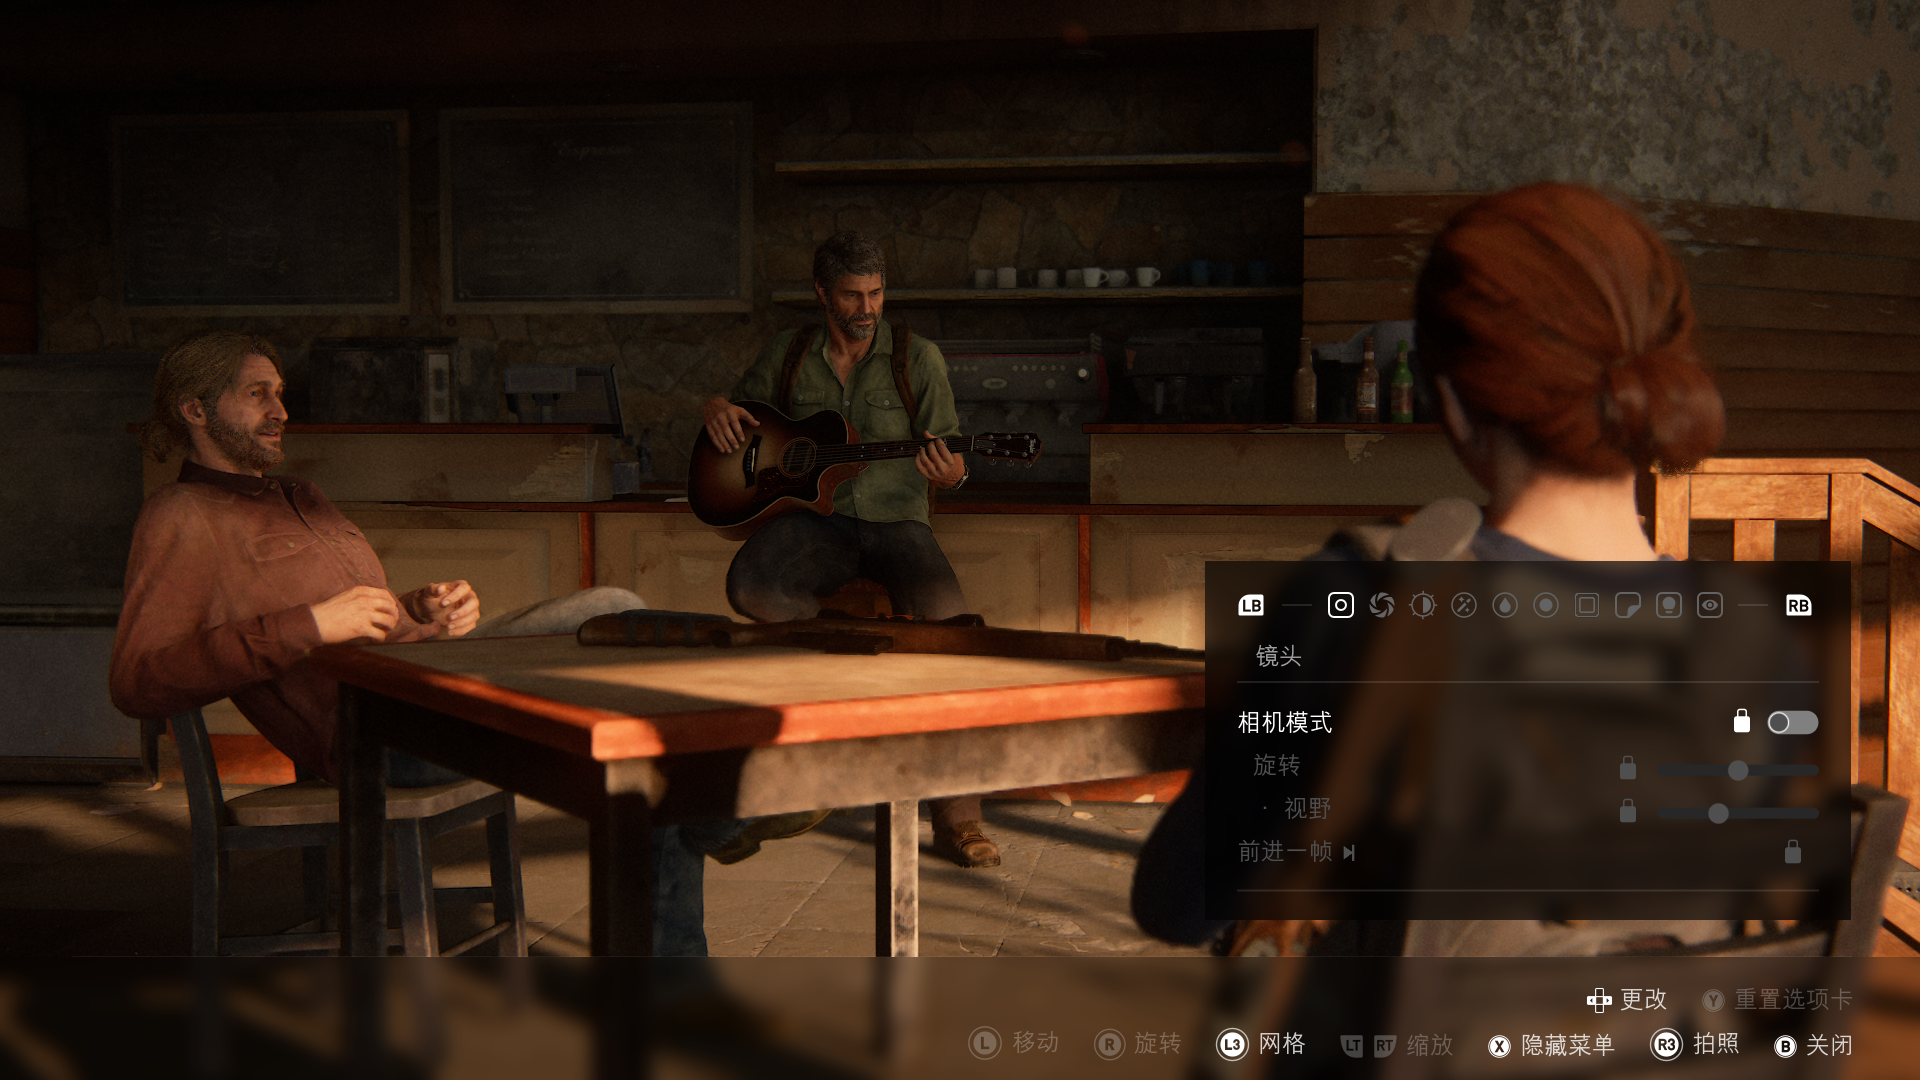 Espresso
LB RB
镜头
相机模式
旋转
· 视野
前进一帧
更改 Y 重置选项卡
L 移动 R 旋转 L3 网格 LT RT 缩放 X 隐藏菜单 R3 拍照 B 关闭